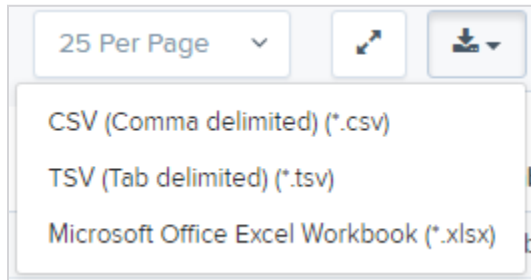 25 Per Page
CSV (Comma delimited) (*.csv)
TSV (Tab delimited) (*.tsv)
Microsoft Office Excel Workbook (*.xlsx)